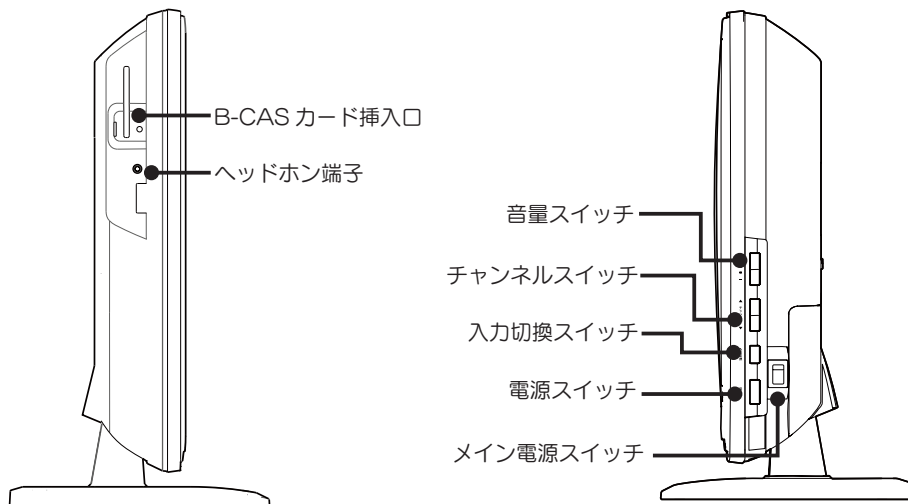 B-CAS カード挿入口
ヘッドホン端子
音量スイッチ
チャンネルスイッチ
入力切換スイッチ
電源スイッチ
メイン電源スイッチ